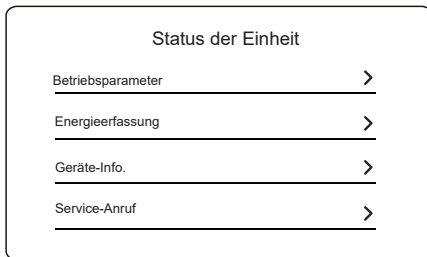 Status der Einheit
Betriebsparameter
Energieerfassung
Geräte-Info.
Service-Anruf